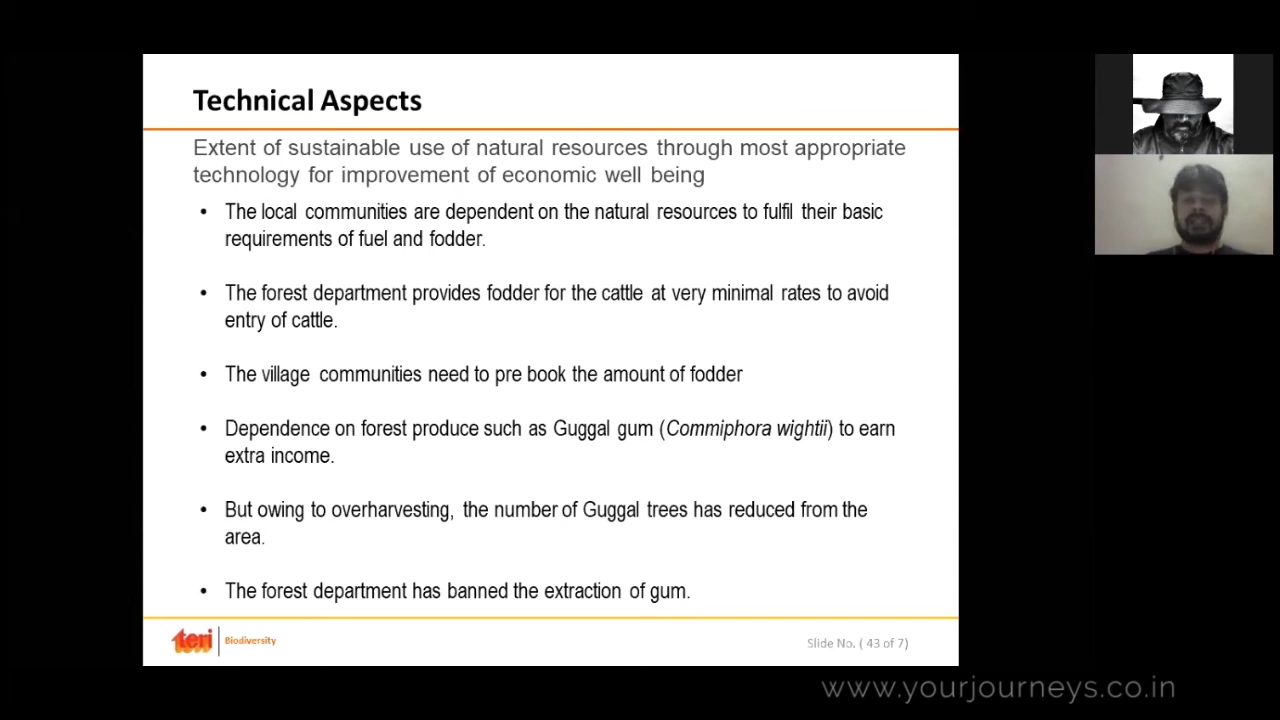 Technical Aspects
Extent of sustainable use of natural resources through most appropriate
technology for improvement of economic well being
• The local communities are dependent on the natural resources to fulfil their basic
requirements of fuel and fodder.
• The forest department provides fodder for the cattle at very minimal rates to avoid
entry of cattle.
• The village communities need to pre book the amount of fodder
• Dependence on forest produce such as Guggal gum (Commiphora wightii) to earn
extra income.
• But owing to overharvesting, the number of Guggal trees has reduced from the
area.
• The forest department has banned the extraction of gum.
teri Biodiversity
Slide No. ( 43 of 7)
www.yourjourneys.co.in